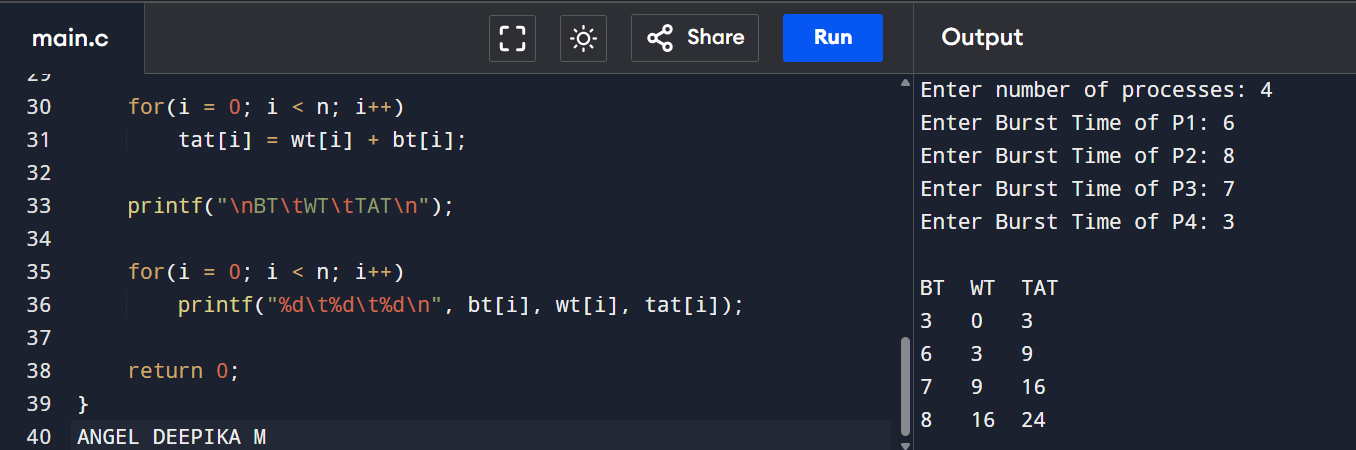 main.c
Share
Run
Output
29
30 for(i = 0; i < n; i++)
31 tat[i] = wt[i] + bt[i];
32
33 printf("\nBT\tWT\tTAT\n");
34
35 for(i = 0; i < n; i++)
36 printf("%d\t%d\t%d\n", bt[i], wt[i], tat[i]);
37
38 return 0;
39 }
40 ANGEL DEEPIKA M
Enter number of processes: 4
Enter Burst Time of P1: 6
Enter Burst Time of P2: 8
Enter Burst Time of P3: 7
Enter Burst Time of P4: 3
BT WT TAT
3 0 3
6 3 9
7 9 16
8 16 24